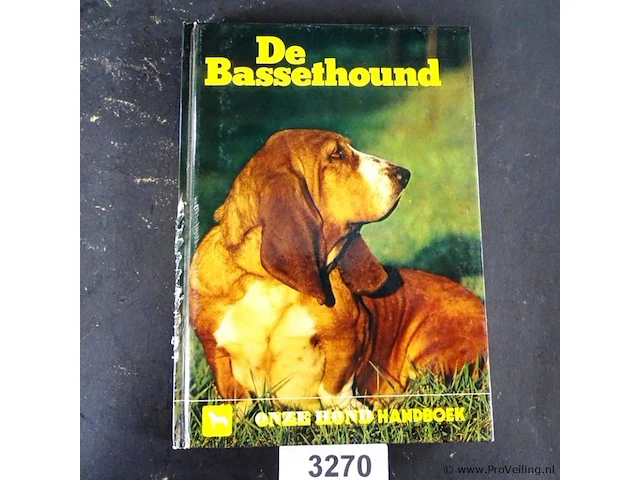 De
Bassethound
ONZE HOND HANDBOEK
3270
© www.ProVeiling.nl